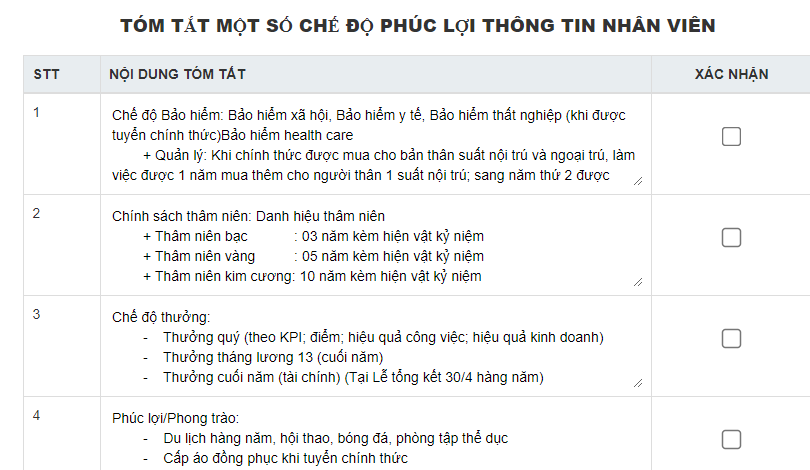 TÓM TẮT MỘT SỐ CHẾ ĐỘ PHÚC LỢI THÔNG TIN NHÂN VIÊN
STT NỘI DUNG TÓM TẮT XÁC NHẬN
1 Chế độ Bảo hiểm: Bảo hiểm xã hội, Bảo hiểm y tế, Bảo hiểm thất nghiệp (khi được
tuyển chính thức)Bảo hiểm health care
+ Quản lý: Khi chính thức được mua cho bản thân suất nội trú và ngoại trú, làm
việc được 1 năm mua thêm cho người thân 1 suất nội trú; sang năm thứ 2 được
2 Chính sách thâm niên: Danh hiệu thâm niên
+ Thâm niên bạc : 03 năm kèm hiện vật kỷ niệm
+ Thâm niên vàng : 05 năm kèm hiện vật kỷ niệm
+ Thâm niên kim cương: 10 năm kèm hiện vật kỷ niệm
3 Chế độ thưởng:
- Thưởng quý (theo KPI; điểm; hiệu quả công việc; hiệu quả kinh doanh)
- Thưởng tháng lương 13 (cuối năm)
- Thưởng cuối năm (tài chính) (Tại Lễ tổng kết 30/4 hàng năm)
4 Phúc lợi/Phong trào:
- Du lịch hàng năm, hội thao, bóng đá, phòng tập thể dục
- Cấp áo đồng phục khi tuyển chính thức